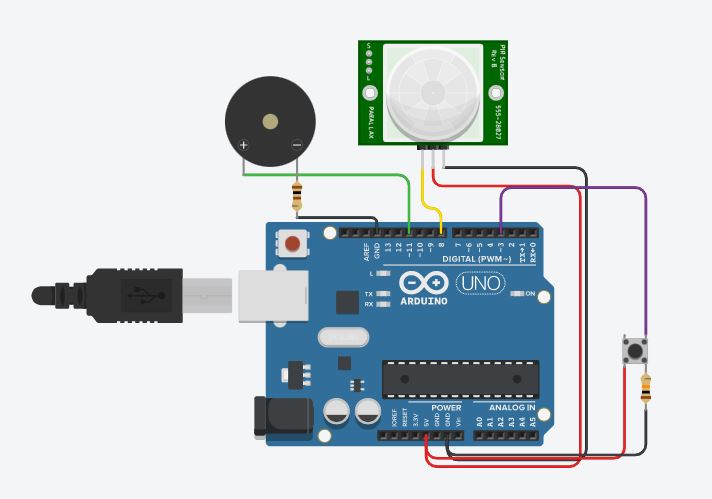 S
L
PARALLAX
PIR Sensor
Rev B
555-28027
+
−
AREF
GND
13
12
~11
~10
~9
8
7
~6
~5
4
~3
2
TX→1
RX←0
DIGITAL (PWM~)
L
TX
RX
ARDUINO
UNO
ON
POWER
ANALOG IN
IOREF
RESET
3.3V
5V
GND
GND
Vin
A0
A1
A2
A3
A4
A5